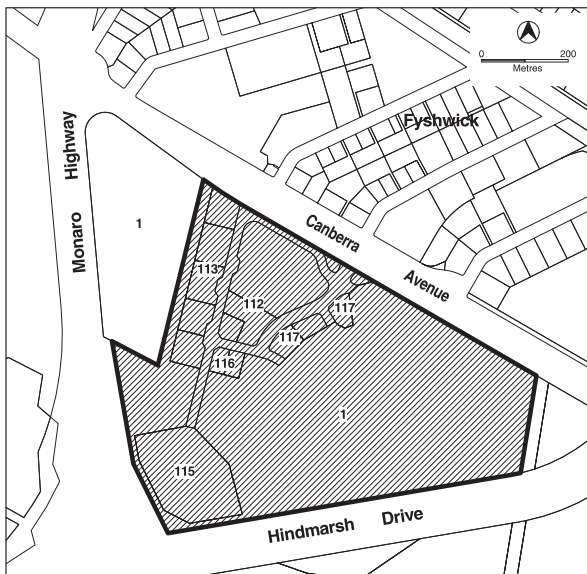 0 200
Metres
Fyshwick
Monaro Highway
Canberra Avenue
1
113
112
117
117
116
1
115
Hindmarsh Drive